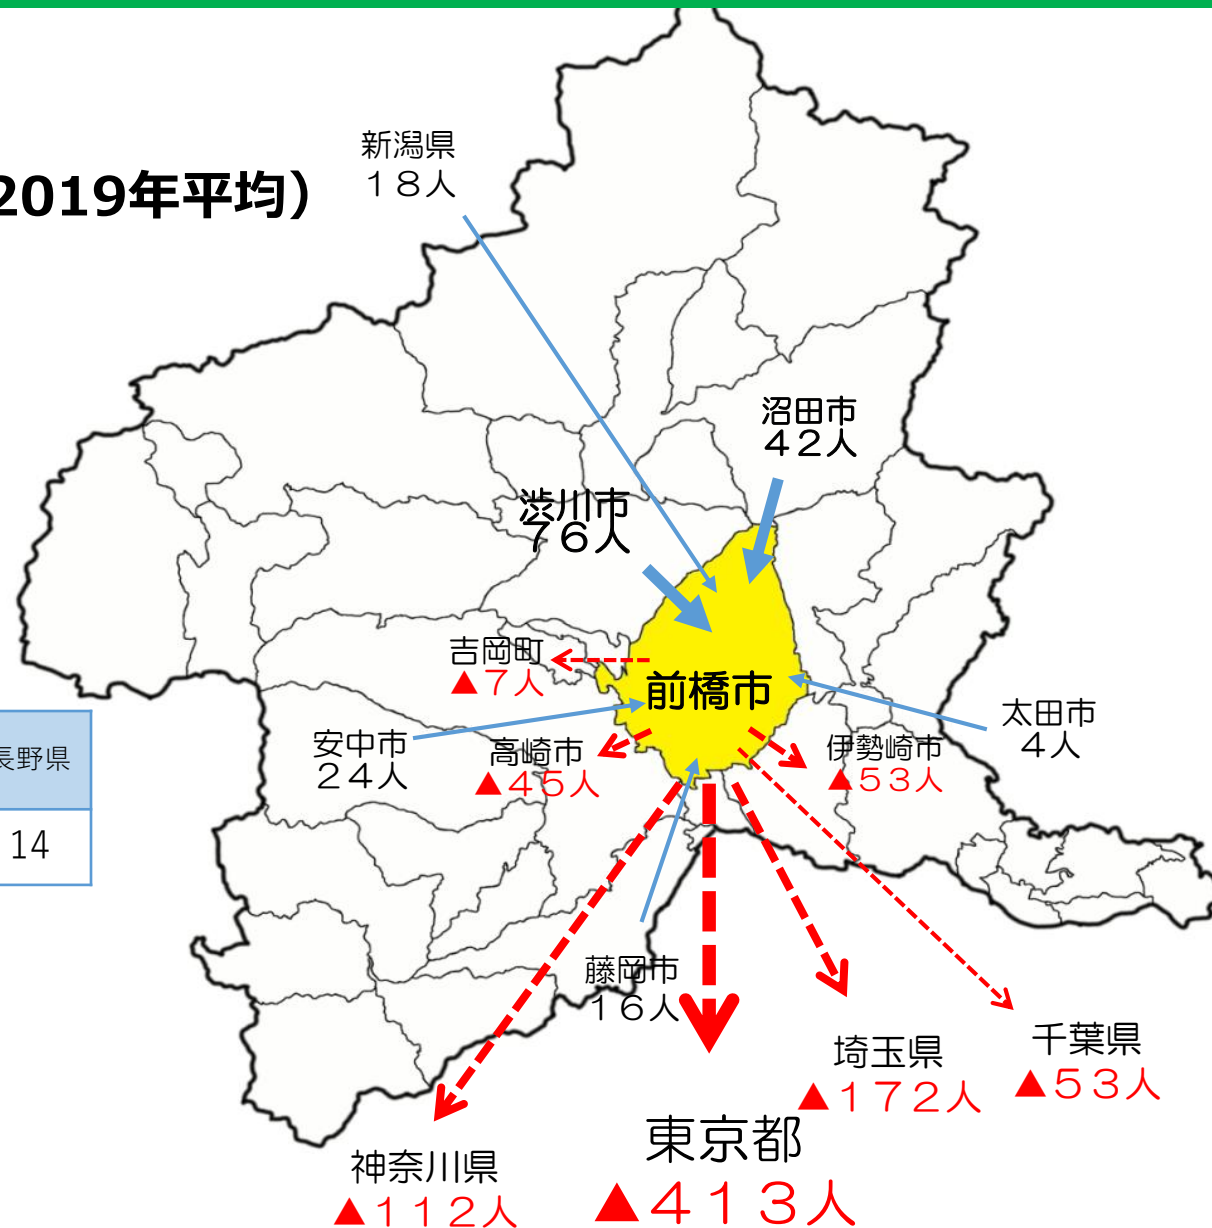 新潟県
１８人
2019年平均）
沼田市
４２人
渋川市
７６人
吉岡町
▲７人
前橋市
太田市
４人
安中市
２４人
高崎市
▲４５人
伊勢崎市
▲５３人
長野県
14
藤岡市
１６人
千葉県
▲５３人
埼玉県
▲１７２人
東京都
▲４１３人
神奈川県
▲１１２人